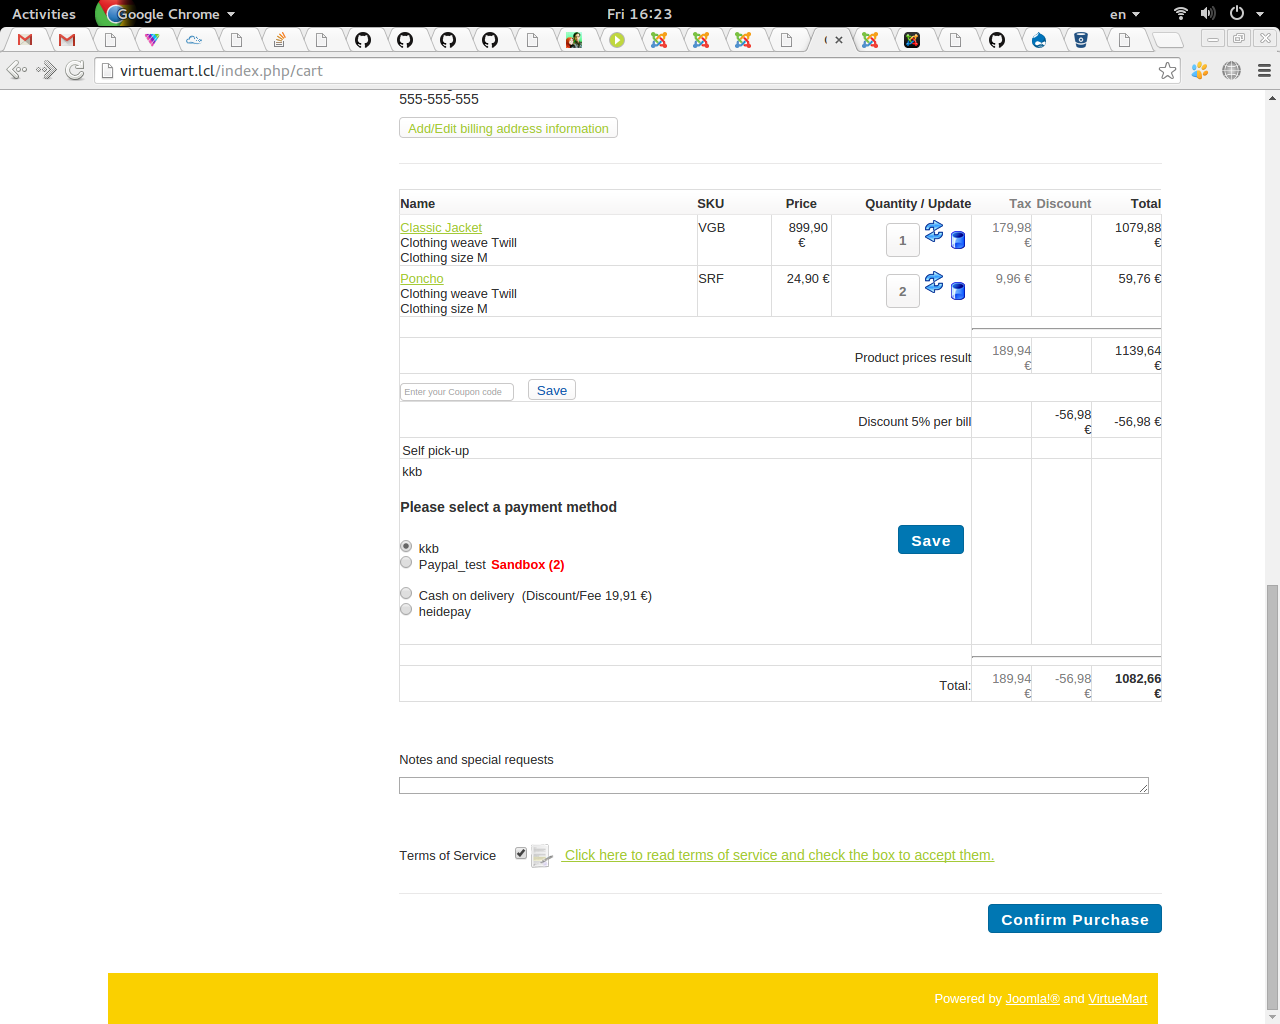 Activities Google Chrome Fri 16:23 en
virtuemart.lcl/index.php/cart
555-555-555
Add/Edit billing address information
Name SKU Price Quantity / Update Tax Discount Total
Classic Jacket VGB 899,90 € 1 179,98 € 1079,88 €
Clothing weave Twill
Clothing size M
Poncho SRF 24,90 € 2 9,96 € 59,76 €
Clothing weave Twill
Clothing size M
Product prices result 189,94 € 1139,64 €
Enter your Coupon code Save
Discount 5% per bill -56,98 € -56,98 €
Self pick-up
kkb
Please select a payment method
Save
kkb
Paypal_test Sandbox (2)
Cash on delivery (Discount/Fee 19,91 €)
heidepay
Total: 189,94 € -56,98 € 1082,66 €
Notes and special requests
Terms of Service Click here to read terms of service and check the box to accept them.
Confirm Purchase
Powered by Joomla!® and VirtueMart